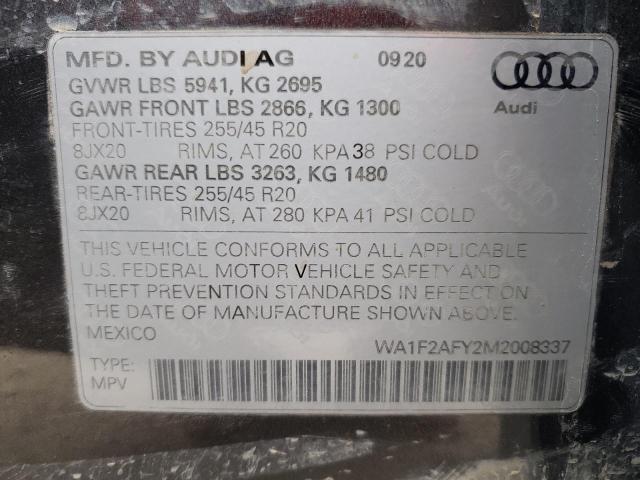 MFD. BY AUDI AG 0920
GVWR LBS 5941, KG 2695
GAWR FRONT LBS 2866, KG 1300
Audi
FRONT-TIRES 255/45 R20
8JX20 RIMS, AT 260 KPA 38 PSI COLD
GAWR REAR LBS 3263, KG 1480
REAR-TIRES 255/45 R20
8JX20 RIMS, AT 280 KPA 41 PSI COLD
THIS VEHICLE CONFORMS TO ALL APPLICABLE
U.S. FEDERAL MOTOR VEHICLE SAFETY AND
THEFT PREVENTION STANDARDS IN EFFECT ON
THE DATE OF MANUFACTURE SHOWN ABOVE.
MEXICO
WA1F2AFY2M2008337
TYPE:
MPV